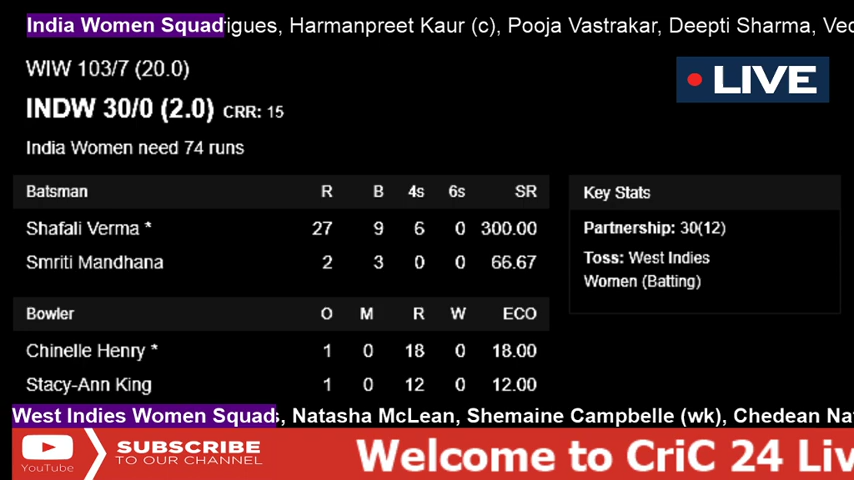 India Women Squad igues, Harmanpreet Kaur (c), Pooja Vastrakar, Deepti Sharma, Vec
WIW 103/7 (20.0)
LIVE
INDW 30/0 (2.0) CRR: 15
India Women need 74 runs
Batsman R B 4s 6s SR
Shafali Verma * 27 9 6 0 300.00
Smriti Mandhana 2 3 0 0 66.67
Key Stats
Partnership: 30(12)
Toss: West Indies
Women (Batting)
Bowler O M R W ECO
Chinelle Henry * 1 0 18 0 18.00
Stacy-Ann King 1 0 12 0 12.00
West Indies Women Squads, Natasha McLean, Shemaine Campbelle (wk), Chedean Na
YouTube
SUBSCRIBE
TO OUR CHANNEL
Welcome to CriC 24 Liv